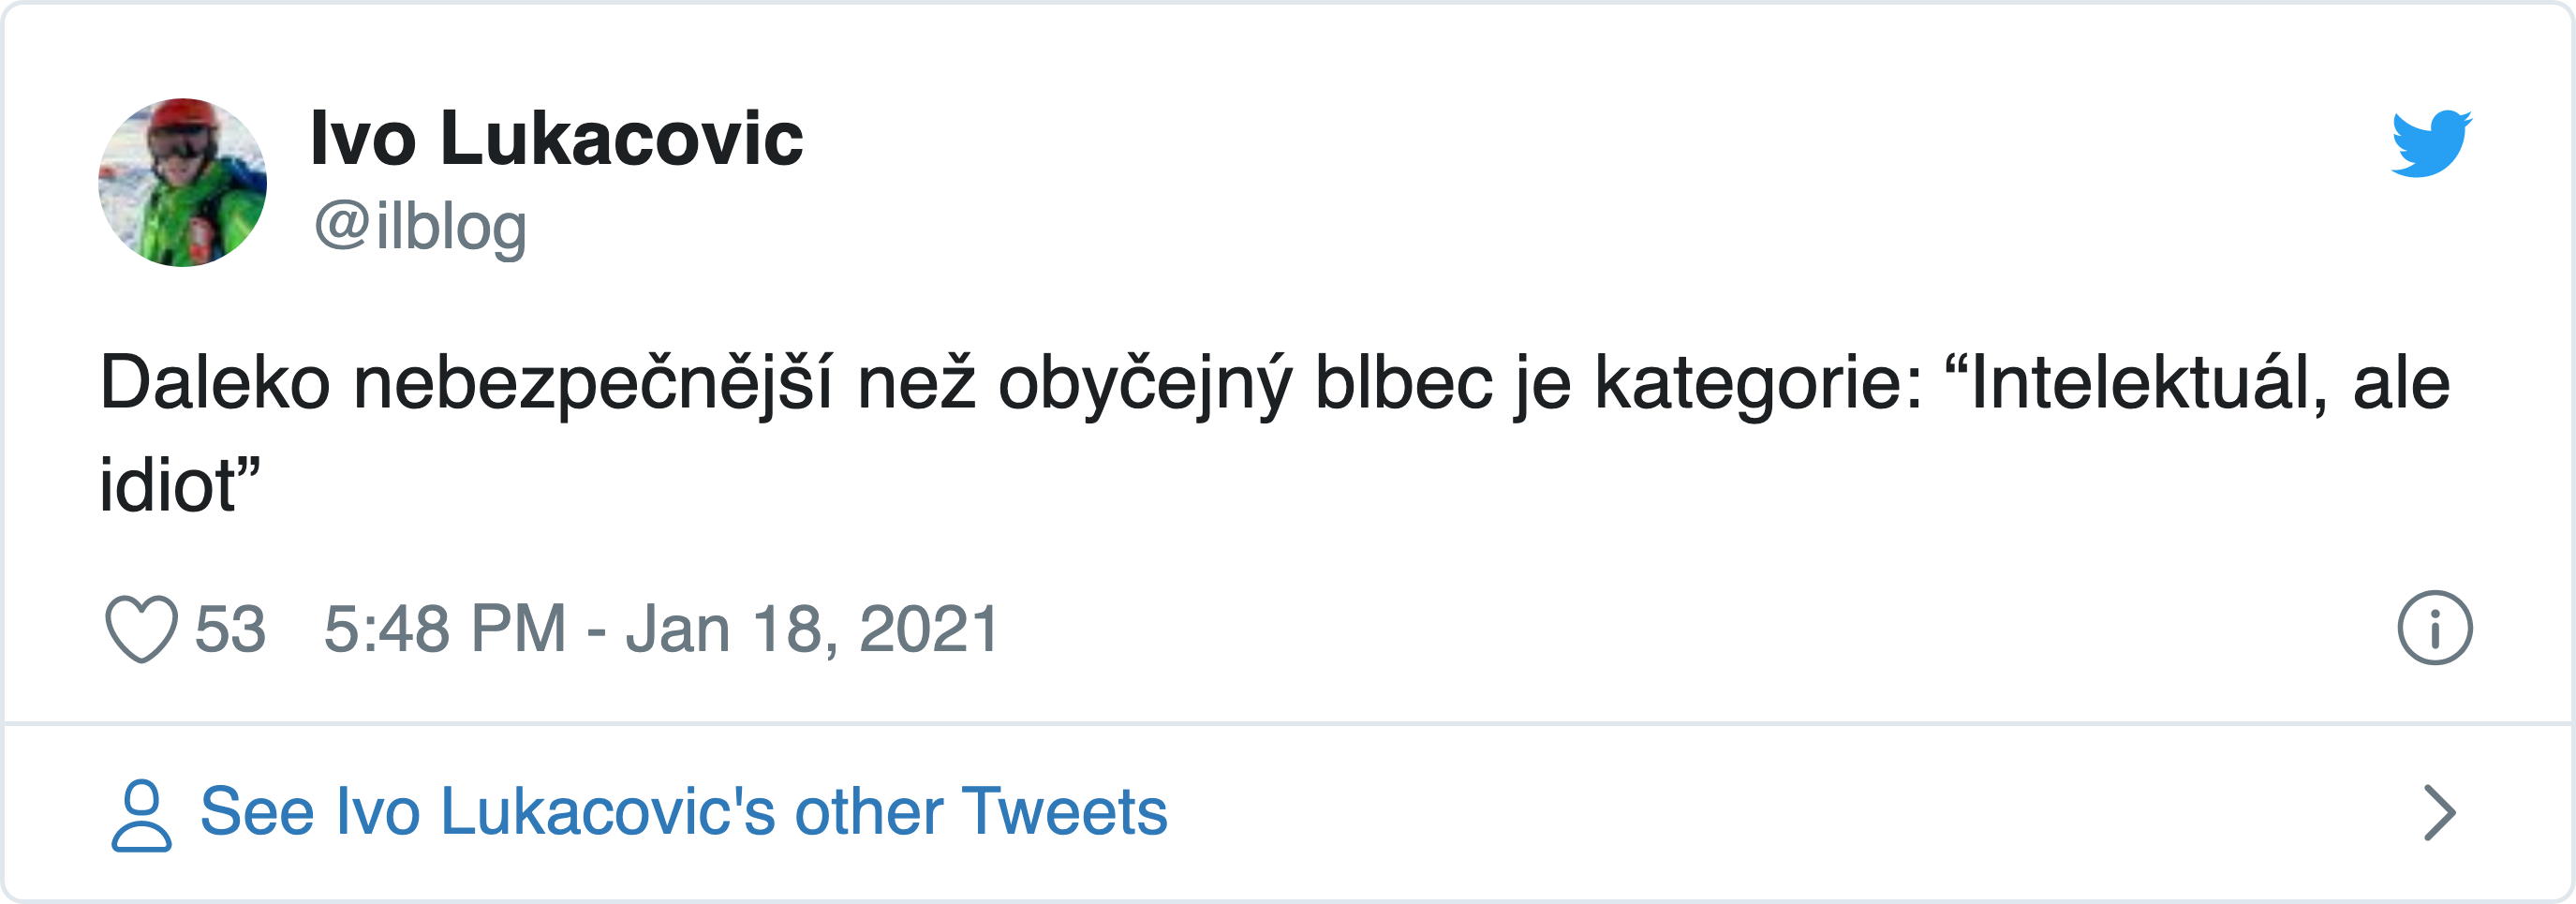 Ivo Lukacovic
@ilblog
Daleko nebezpečnější než obyčejný blbec je kategorie: “Intelektuál, ale
idiot”
53 5:48 PM - Jan 18, 2021
See Ivo Lukacovic's other Tweets